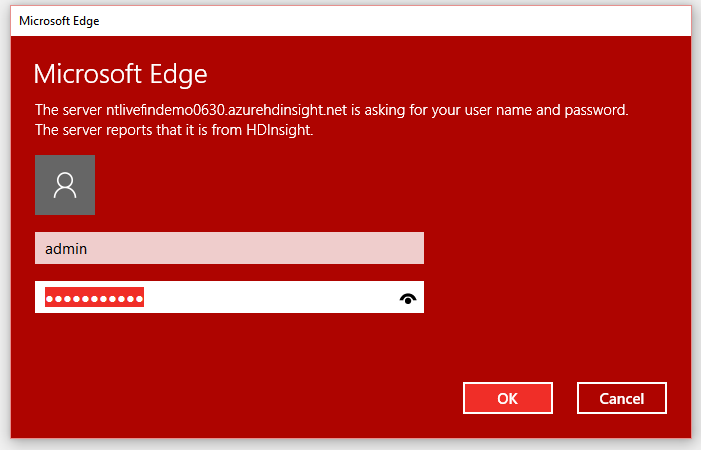 Microsoft Edge
Microsoft Edge
The server ntlivefindemo0630.azurehdinsight.net is asking for your user name and password.
The server reports that it is from HDInsight.
admin
●●●●●●●●●●●
OK Cancel